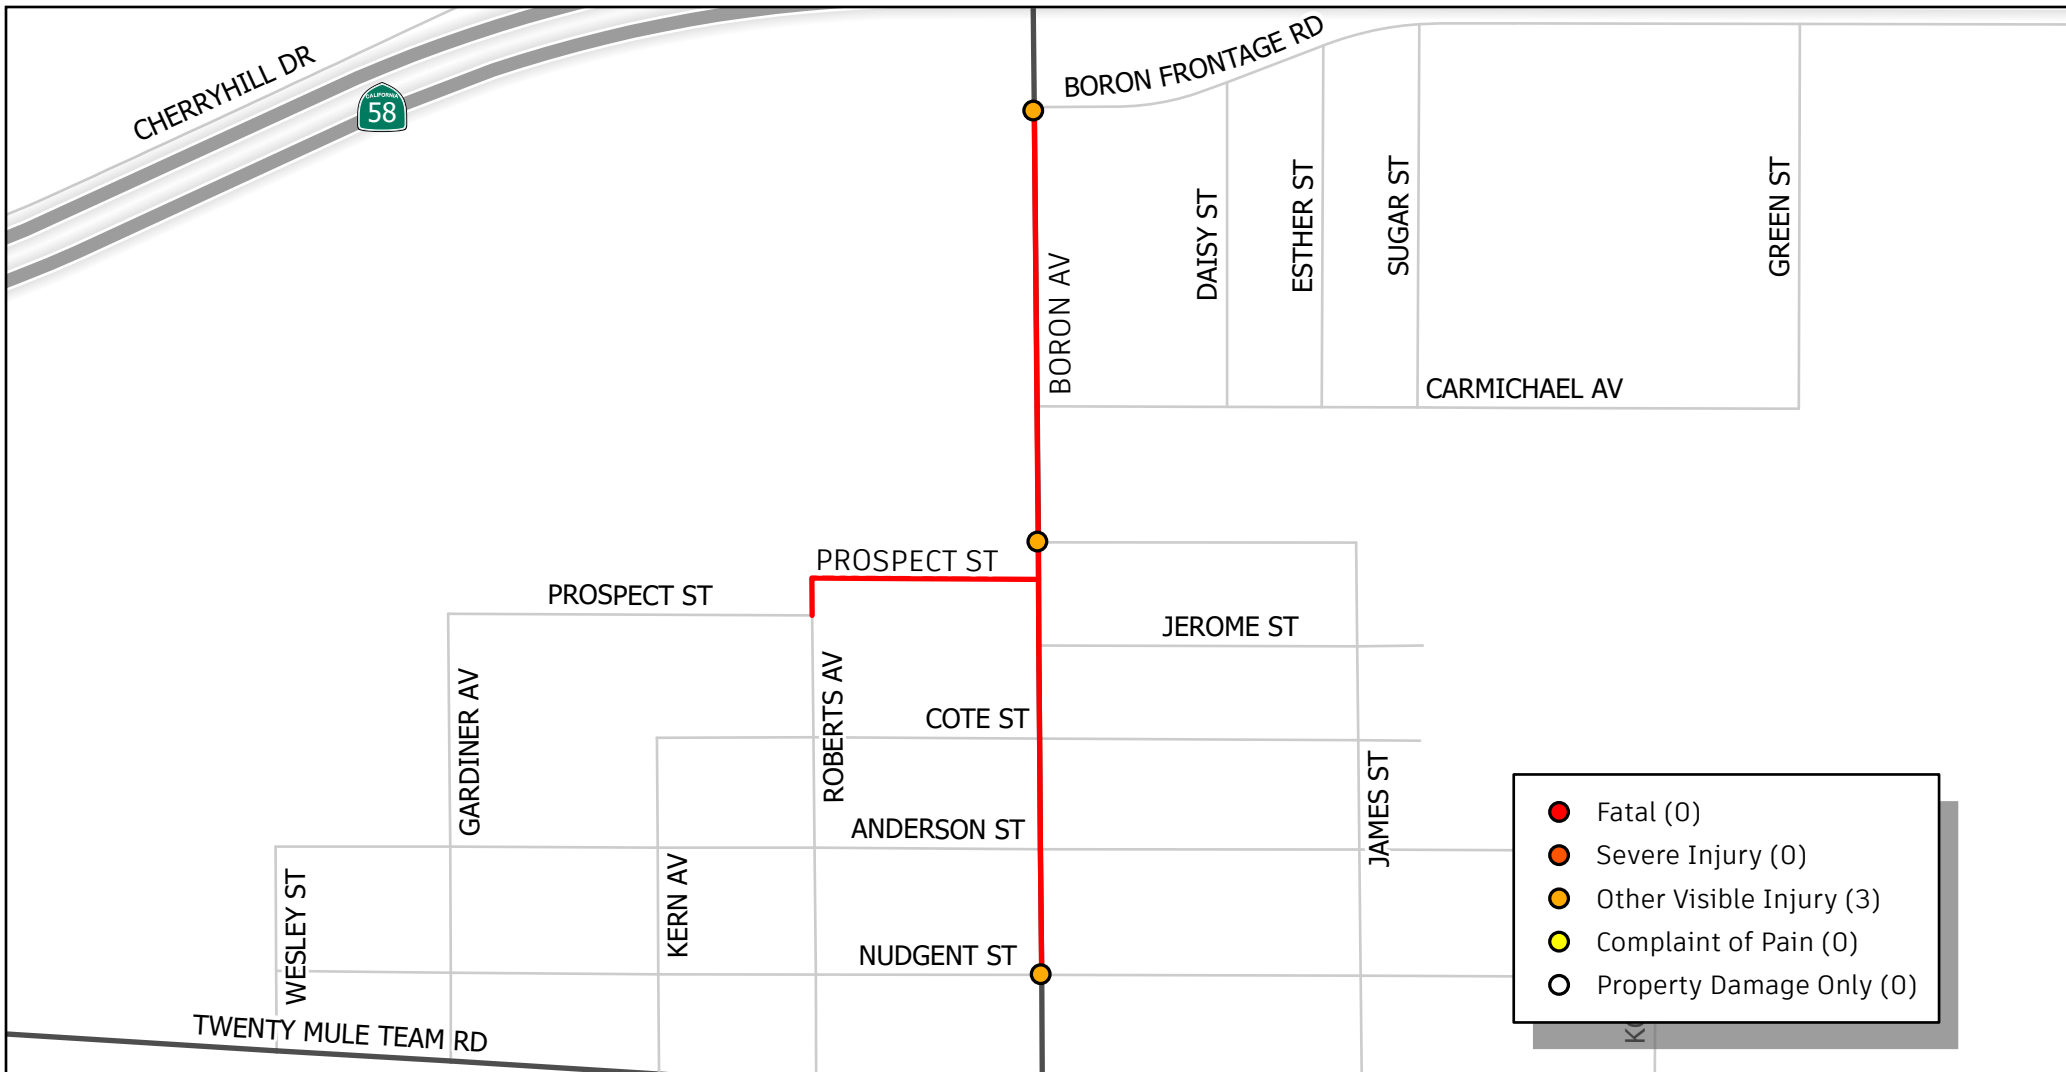 CHERRYHILL DR
CALIFORNIA
58
BORON FRONTAGE RD
BORON AV
DAISY ST
ESTHER ST
SUGAR ST
GREEN ST
CARMICHAEL AV
PROSPECT ST
PROSPECT ST
JEROME ST
GARDINER AV
ROBERTS AV
COTE ST
JAMES ST
ANDERSON ST
WESLEY ST
KERN AV
NUDGENT ST
TWENTY MULE TEAM RD
Fatal (0)
Severe Injury (0)
Other Visible Injury (3)
Complaint of Pain (0)
Property Damage Only (0)